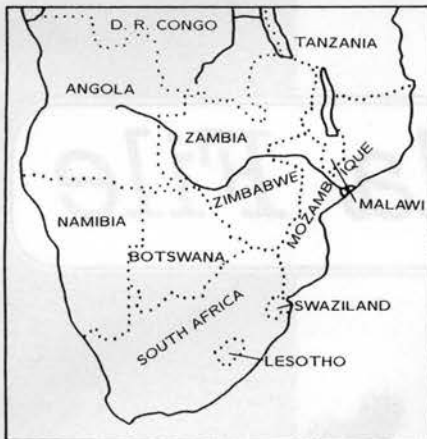 D. R. CONGO
TANZANIA
ANGOLA
ZAMBIA
ZIMBABWE
MOZAMBIQUE
MALAWI
NAMIBIA
BOTSWANA
SOUTH AFRICA
SWAZILAND
LESOTHO